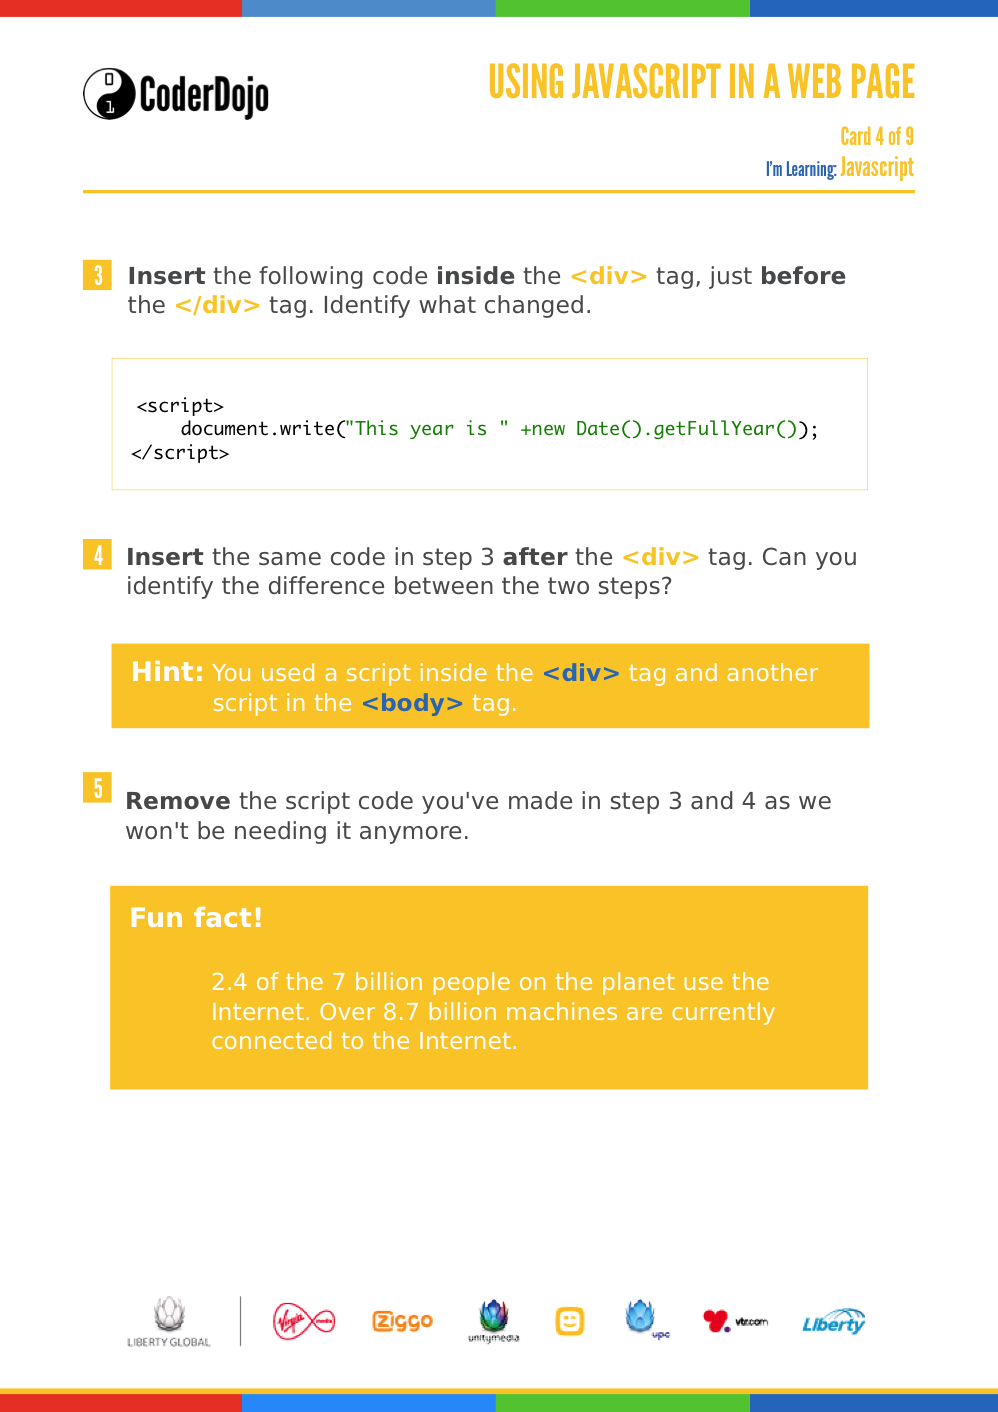 0
1
CoderDojo
USING JAVASCRIPT IN A WEB PAGE
Card 4 of 9
I'm Learning: Javascript
3 Insert the following code inside the <div> tag, just before
the </div> tag. Identify what changed.
<script>
document.write("This year is " +new Date().getFullYear());
</script>
4 Insert the same code in step 3 after the <div> tag. Can you
identify the difference between the two steps?
Hint: You used a script inside the <div> tag and another
script in the <body> tag.
5 Remove the script code you've made in step 3 and 4 as we
won't be needing it anymore.
Fun fact!
2.4 of the 7 billion people on the planet use the
Internet. Over 8.7 billion machines are currently
connected to the Internet.
LIBERTY GLOBAL
Virgin media
Ziggo
unitymedia
upc
vtr.com
Liberty